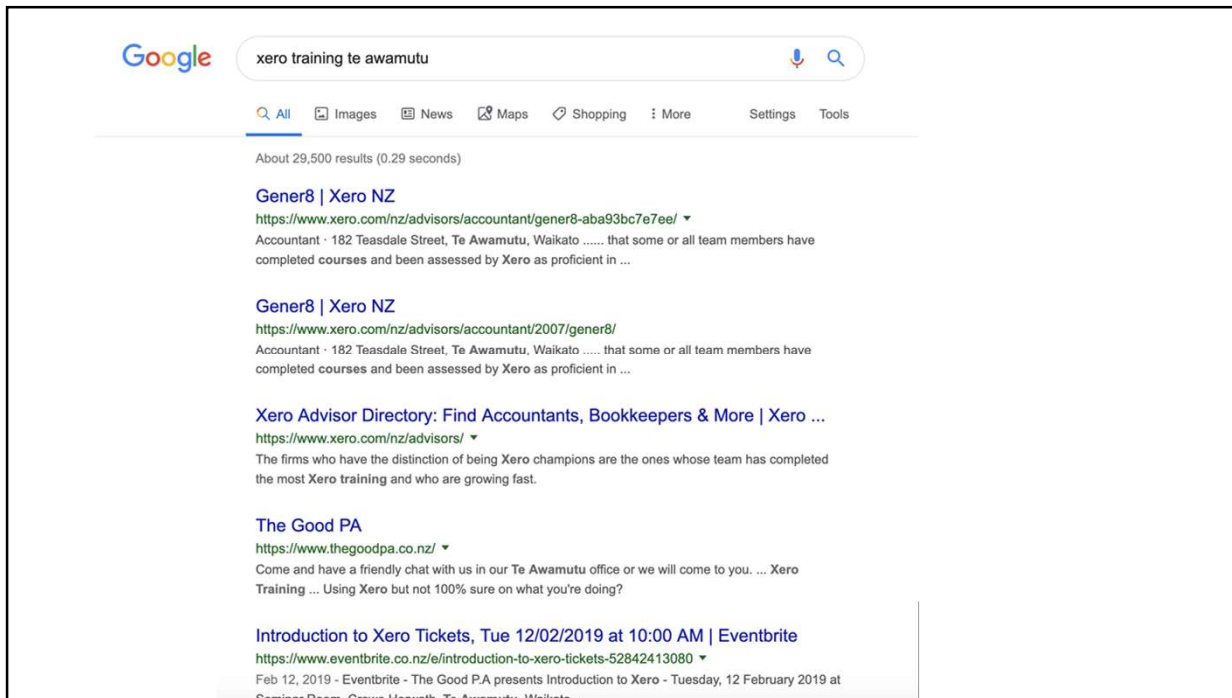 Google
xero training te awamutu
All Images News Maps Shopping More Settings Tools
About 29,500 results (0.29 seconds)
Gener8 | Xero NZ
https://www.xero.com/nz/advisors/accountant/gener8-aba93bc7e7ee/
Accountant · 182 Teasdale Street, Te Awamutu, Waikato ...... that some or all team members have
completed courses and been assessed by Xero as proficient in ...
Gener8 | Xero NZ
https://www.xero.com/nz/advisors/accountant/2007/gener8/
Accountant · 182 Teasdale Street, Te Awamutu, Waikato ..... that some or all team members have
completed courses and been assessed by Xero as proficient in ...
Xero Advisor Directory: Find Accountants, Bookkeepers & More | Xero ...
https://www.xero.com/nz/advisors/
The firms who have the distinction of being Xero champions are the ones whose team has completed
the most Xero training and who are growing fast.
The Good PA
https://www.thegoodpa.co.nz/
Come and have a friendly chat with us in our Te Awamutu office or we will come to you. ... Xero
Training ... Using Xero but not 100% sure on what you're doing?
Introduction to Xero Tickets, Tue 12/02/2019 at 10:00 AM | Eventbrite
https://www.eventbrite.co.nz/e/introduction-to-xero-tickets-52842413080
Feb 12, 2019 - Eventbrite - The Good P.A presents Introduction to Xero - Tuesday, 12 February 2019 at
Seminar Room, Crowe Horwath, Te Awamutu, Waikato